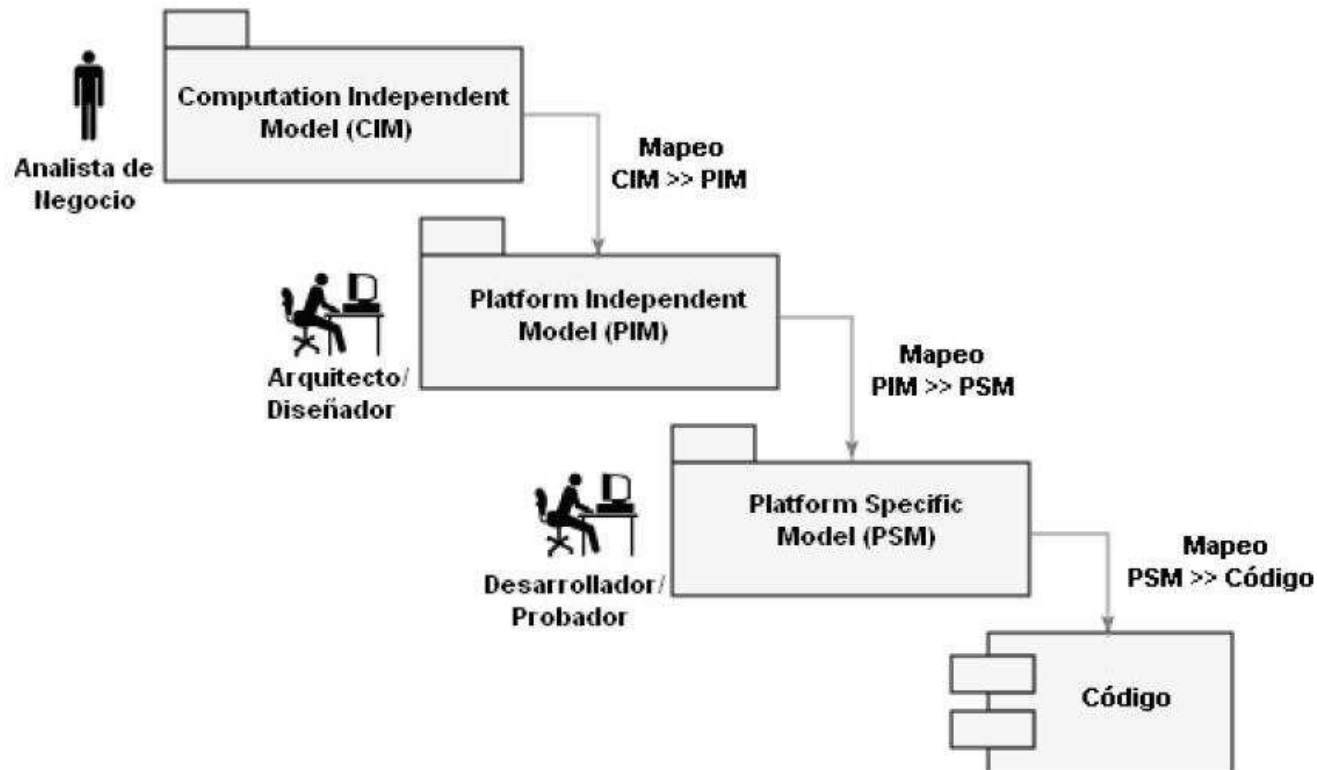 Computation Independent
Model (CIM)
Analista de
Negocio
Mapeo
CIM >> PIM
Platform Independent
Model (PIM)
Arquitecto/
Diseñador
Mapeo
PIM >> PSM
Platform Specific
Model (PSM)
Desarrollador/
Probador
Mapeo
PSM >> Código
Código